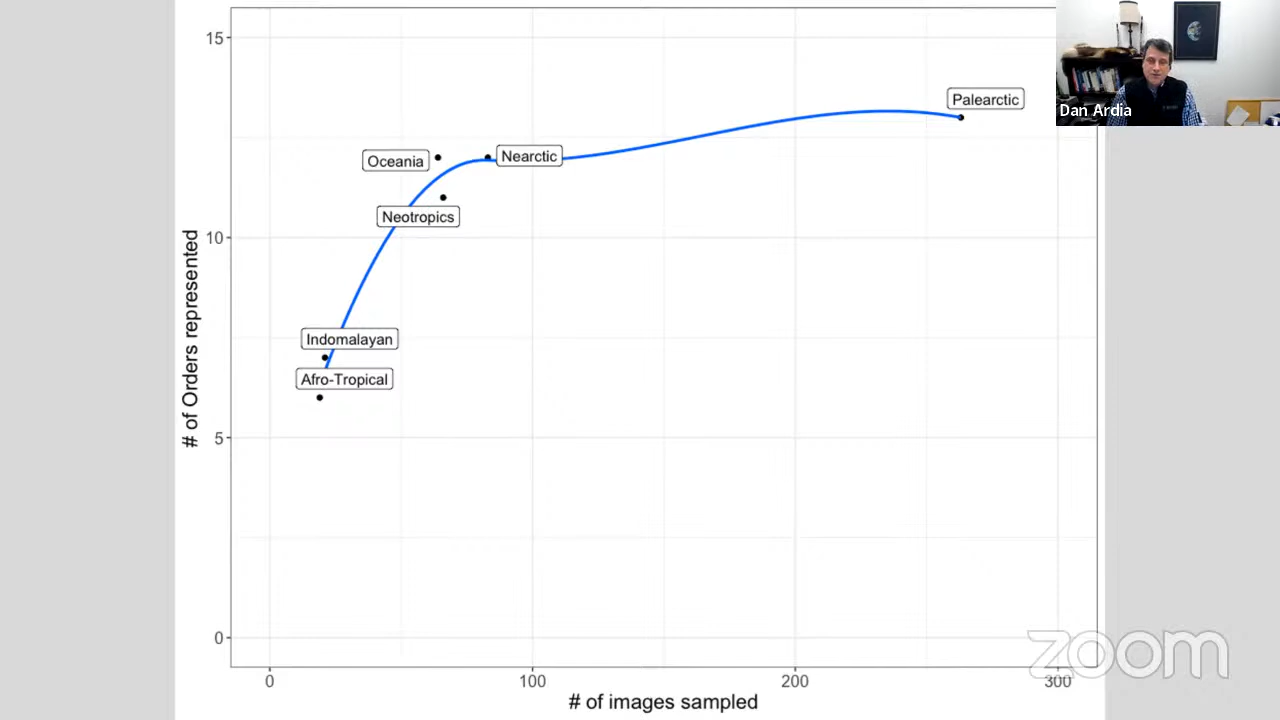 15
Palearctic
Dan Ardia
Oceania
Nearctic
Neotropics
10
# of Orders represented
Indomalayan
Afro-Tropical
5
0
zoom
0
100
200
300
# of images sampled